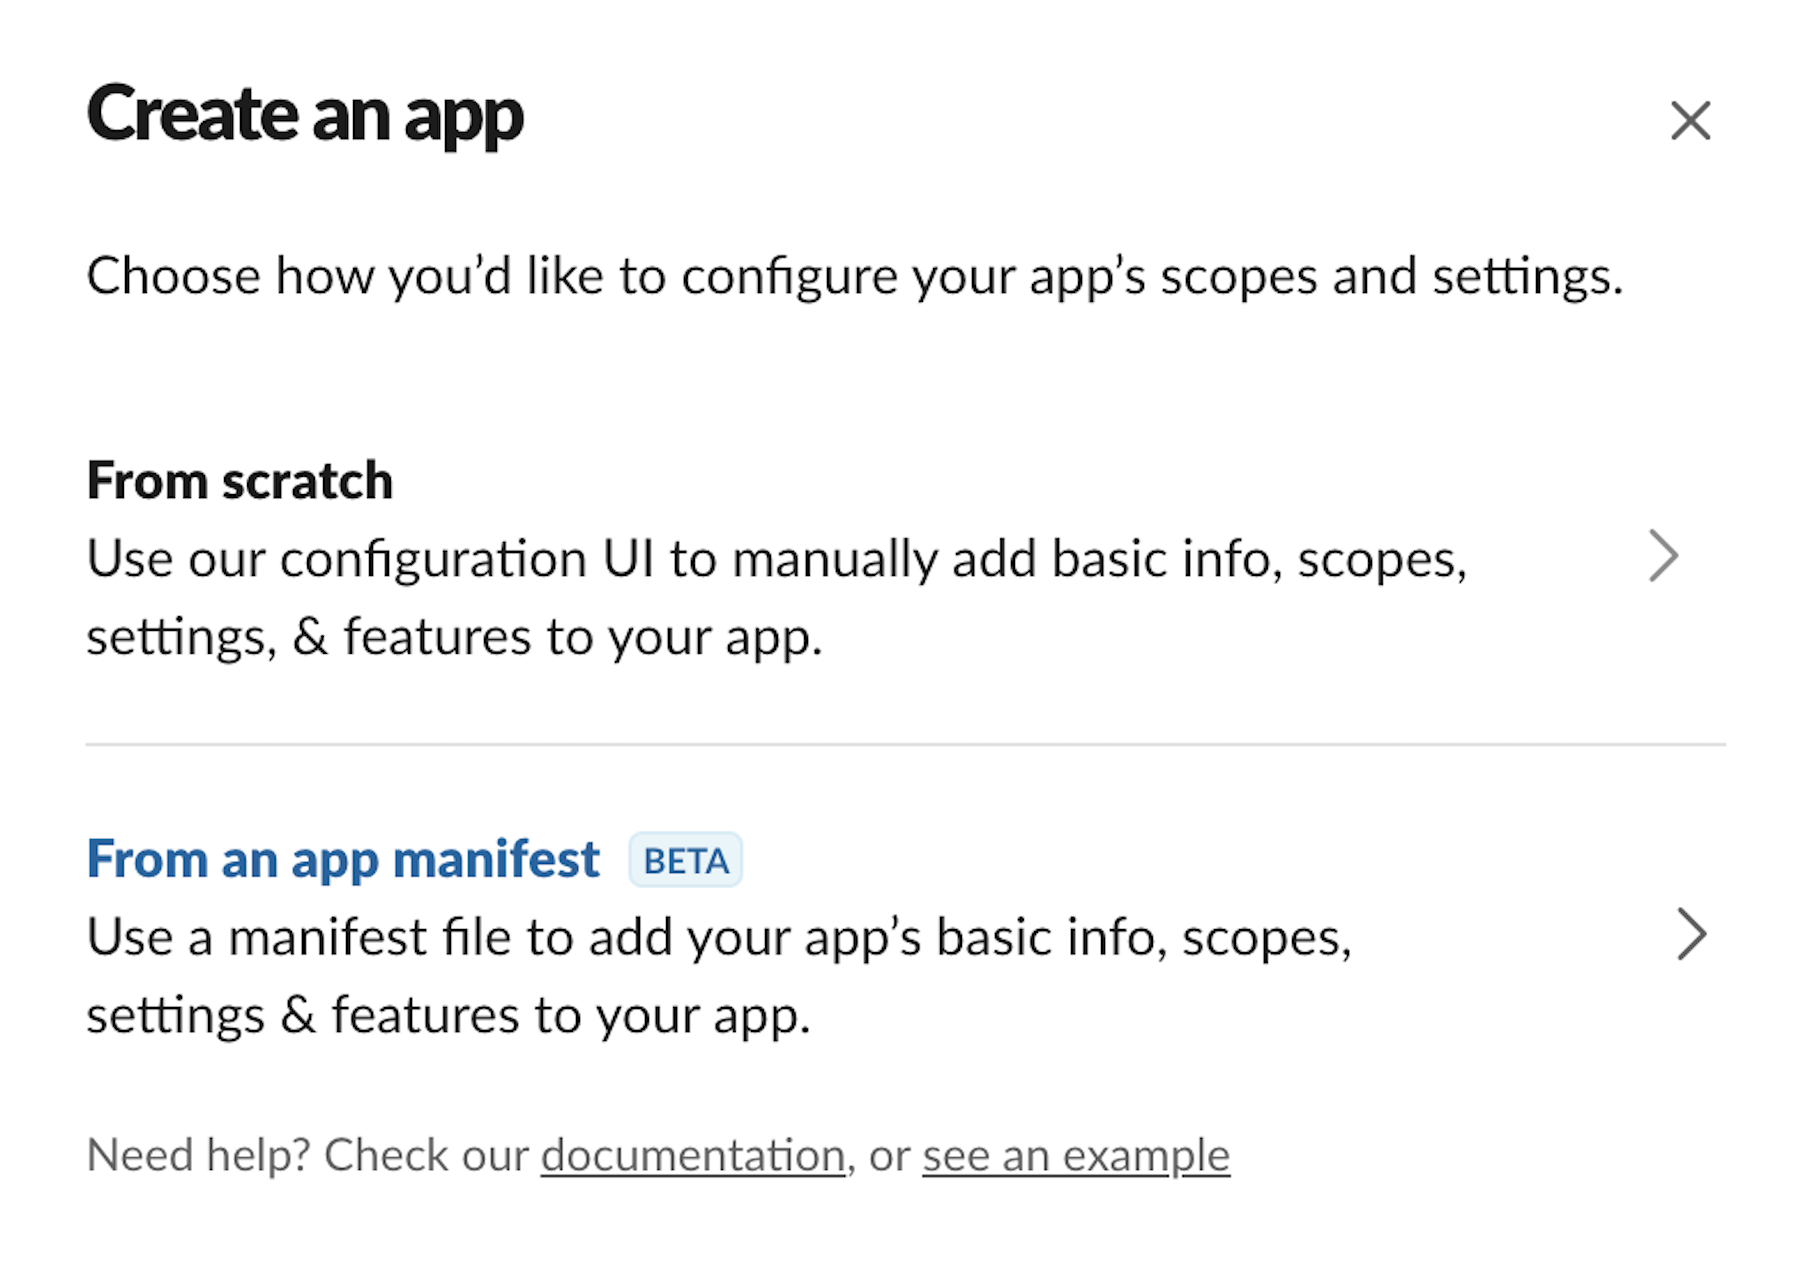 Create an app
Choose how you’d like to configure your app’s scopes and settings.
From scratch
Use our configuration UI to manually add basic info, scopes,
settings, & features to your app.
From an app manifest BETA
Use a manifest file to add your app’s basic info, scopes,
settings & features to your app.
Need help? Check our documentation, or see an example